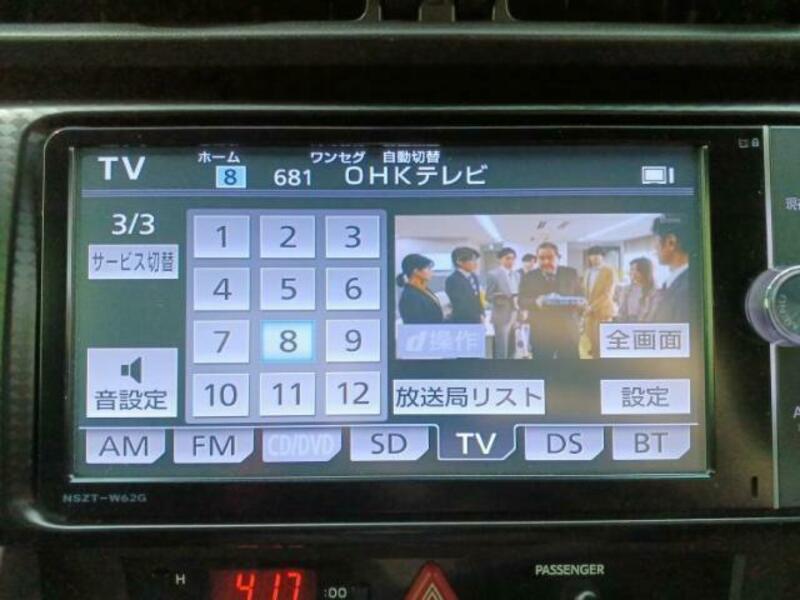 TV ホーム 8 681 ワンセグ 自動切替 OHKテレビ
3/3
サービス切替
1 2 3
4 5 6
7 8 9
10 11 12
d操作 全画面
音設定 放送局リスト 設定
AM FM CD/DVD SD TV DS BT
NSZT-W62G
H 4:17 :00 PASSENGER